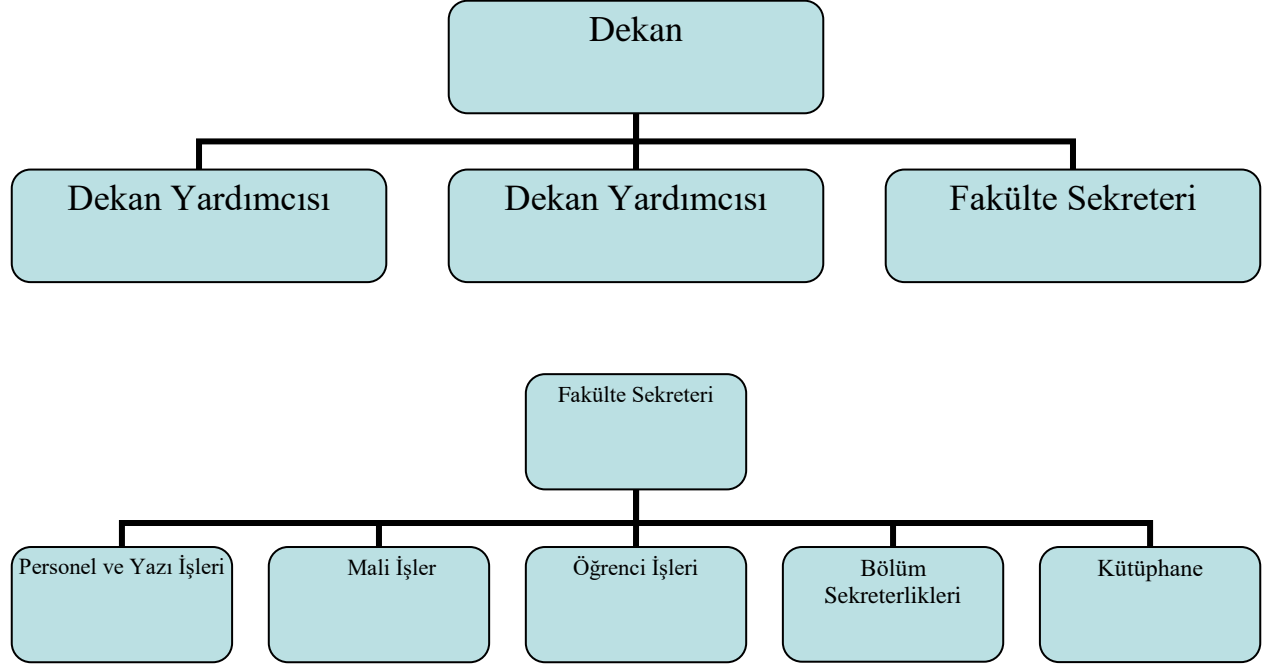 Dekan
Dekan Yardımcısı
Dekan Yardımcısı
Fakülte Sekreteri
Fakülte Sekreteri
Personel ve Yazı İşleri
Mali İşler
Öğrenci İşleri
Bölüm
Sekreterlikleri
Kütüphane